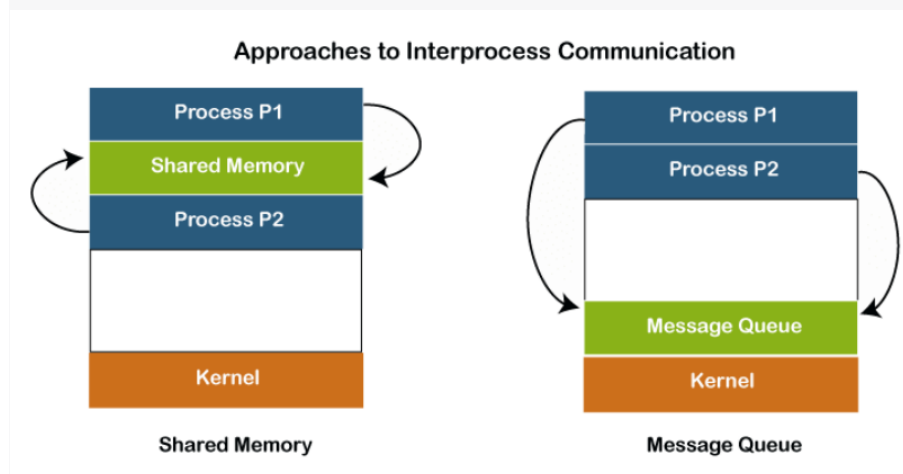 Approaches to Interprocess Communication
Process P1
Shared Memory
Process P2
Kernel
Shared Memory
Process P1
Process P2
Message Queue
Kernel
Message Queue